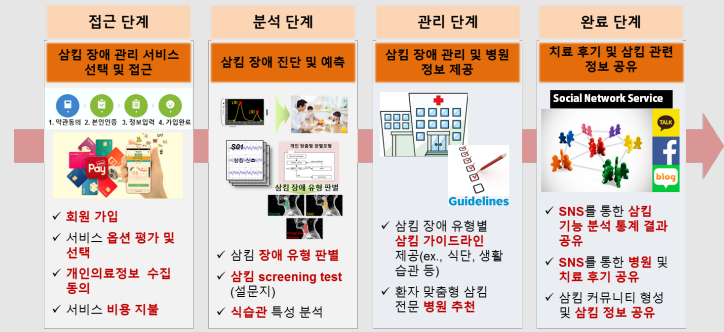 접근 단계
삼킴 장애 관리 서비스
선택 및 접근
1. 약관동의 2. 본인인증 3. 정보입력 4. 가입완료
Pay
✓ 회원 가입
✓ 서비스 옵션 평가 및
선택
✓ 개인의료정보 수집
동의
✓ 서비스 비용 지불
분석 단계
삼킴 장애 진단 및 예측
S01
개인 맞춤형 판별모형
삼킴 장애 유형 판별
✓ 삼킴 장애 유형 판별
✓ 삼킴 screening test
(설문지)
✓ 식습관 특성 분석
관리 단계
삼킴 장애 관리 및 병원
정보 제공
Guidelines
✓ 삼킴 장애 유형별
삼킴 가이드라인
제공(ex., 식단, 생활
습관 등)
✓ 환자 맞춤형 삼킴
전문 병원 추천
완료 단계
치료 후기 및 삼킴 관련
정보 공유
Social Network Service
TALK
f
blog
✓ SNS를 통한 삼킴
기능 분석 통계 결과
공유
✓ SNS를 통한 병원 및
치료 후기 공유
✓ 삼킴 커뮤니티 형성
및 삼킴 정보 공유